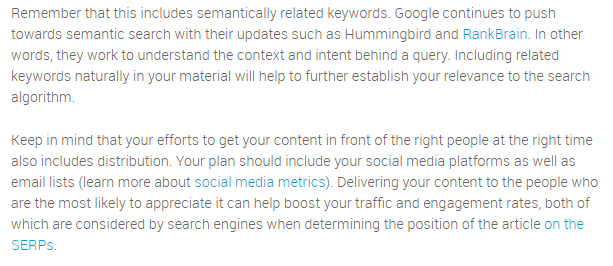 Remember that this includes semantically related keywords. Google continues to push
towards semantic search with their updates such as Hummingbird and RankBrain. In other
words, they work to understand the context and intent behind a query. Including related
keywords naturally in your material will help to further establish your relevance to the search
algorithm.
Keep in mind that your efforts to get your content in front of the right people at the right time
also includes distribution. Your plan should include your social media platforms as well as
email lists (learn more about social media metrics). Delivering your content to the people who
are the most likely to appreciate it can help boost your traffic and engagement rates, both of
which are considered by search engines when determining the position of the article on the
SERPs.